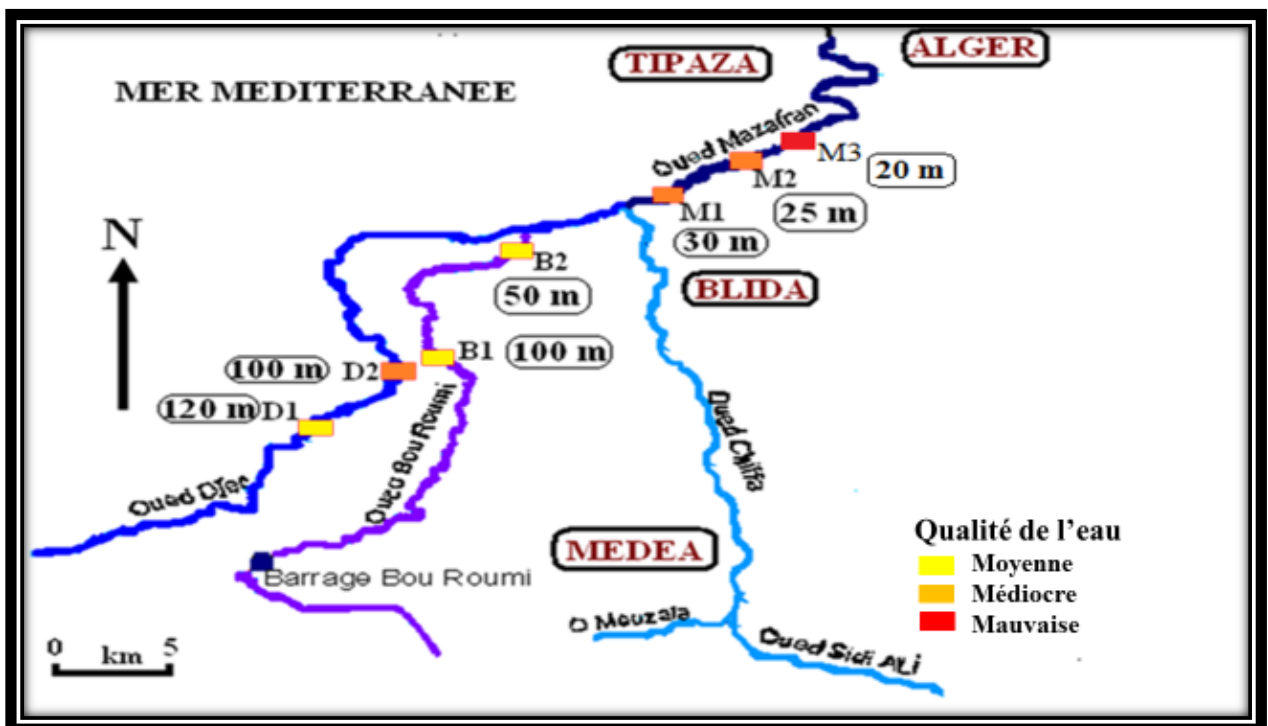 TIPAZA
ALGER
MER MEDITERRANEE
Oued Mazafran
M3
20 m
M2
25 m
M1
30 m
N
B2
50 m
BLIDA
B1
100 m
100 m
D2
120 m
D1
Oued Bou Roumi
Oued Chiffa
Oued Djer
MEDEA
Barrage Bou Roumi
O Mouzaia
Oued Sidi ALi
0 5
km
Qualité de l'eau
Moyenne
Médiocre
Mauvaise